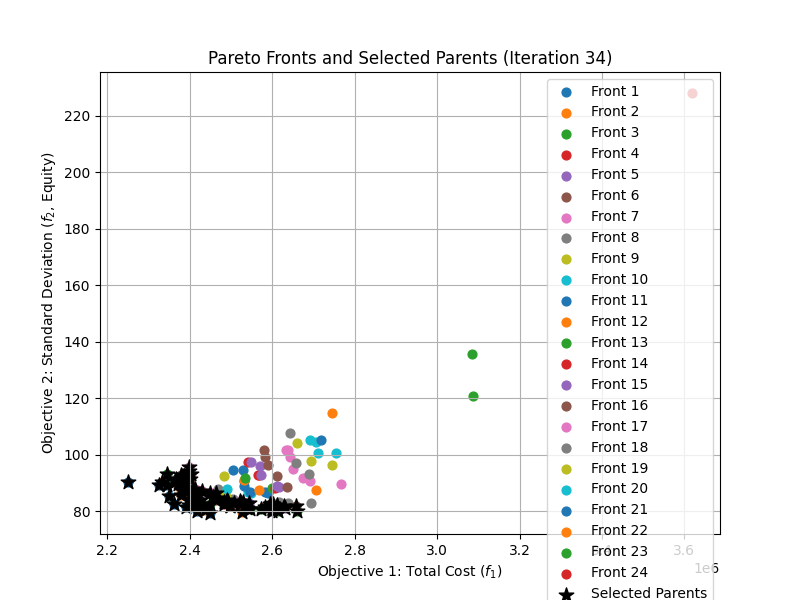 Pareto Fronts and Selected Parents (Iteration 34)
Objective 2: Standard Deviation (f2, Equity)
220
200
180
160
140
120
100
80
2.2
2.4
2.6
2.8
3.0
3.2
3.6
1e6
Objective 1: Total Cost (f1)
Front 1
Front 2
Front 3
Front 4
Front 5
Front 6
Front 7
Front 8
Front 9
Front 10
Front 11
Front 12
Front 13
Front 14
Front 15
Front 16
Front 17
Front 18
Front 19
Front 20
Front 21
Front 22
Front 23
Front 24
Selected Parents